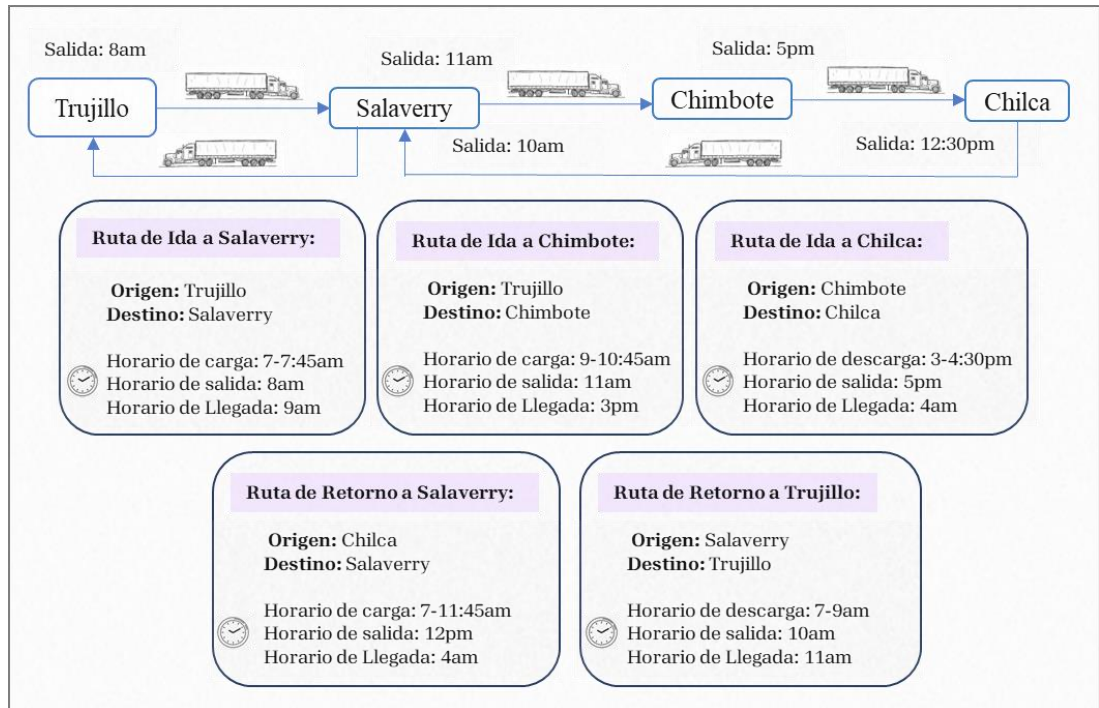 Salida: 8am
Salida: 11am
Salida: 5pm
Trujillo
Salaverry
Chimbote
Chilca
Salida: 10am
Salida: 12:30pm
Ruta de Ida a Salaverry:
Origen: Trujillo
Destino: Salaverry
Horario de carga: 7-7:45am
Horario de salida: 8am
Horario de Llegada: 9am
Ruta de Ida a Chimbote:
Origen: Trujillo
Destino: Chimbote
Horario de carga: 9-10:45am
Horario de salida: 11am
Horario de Llegada: 3pm
Ruta de Ida a Chilca:
Origen: Chimbote
Destino: Chilca
Horario de descarga: 3-4:30pm
Horario de salida: 5pm
Horario de Llegada: 4am
Ruta de Retorno a Salaverry:
Origen: Chilca
Destino: Salaverry
Horario de carga: 7-11:45am
Horario de salida: 12pm
Horario de Llegada: 4am
Ruta de Retorno a Trujillo:
Origen: Salaverry
Destino: Trujillo
Horario de descarga: 7-9am
Horario de salida: 10am
Horario de Llegada: 11am